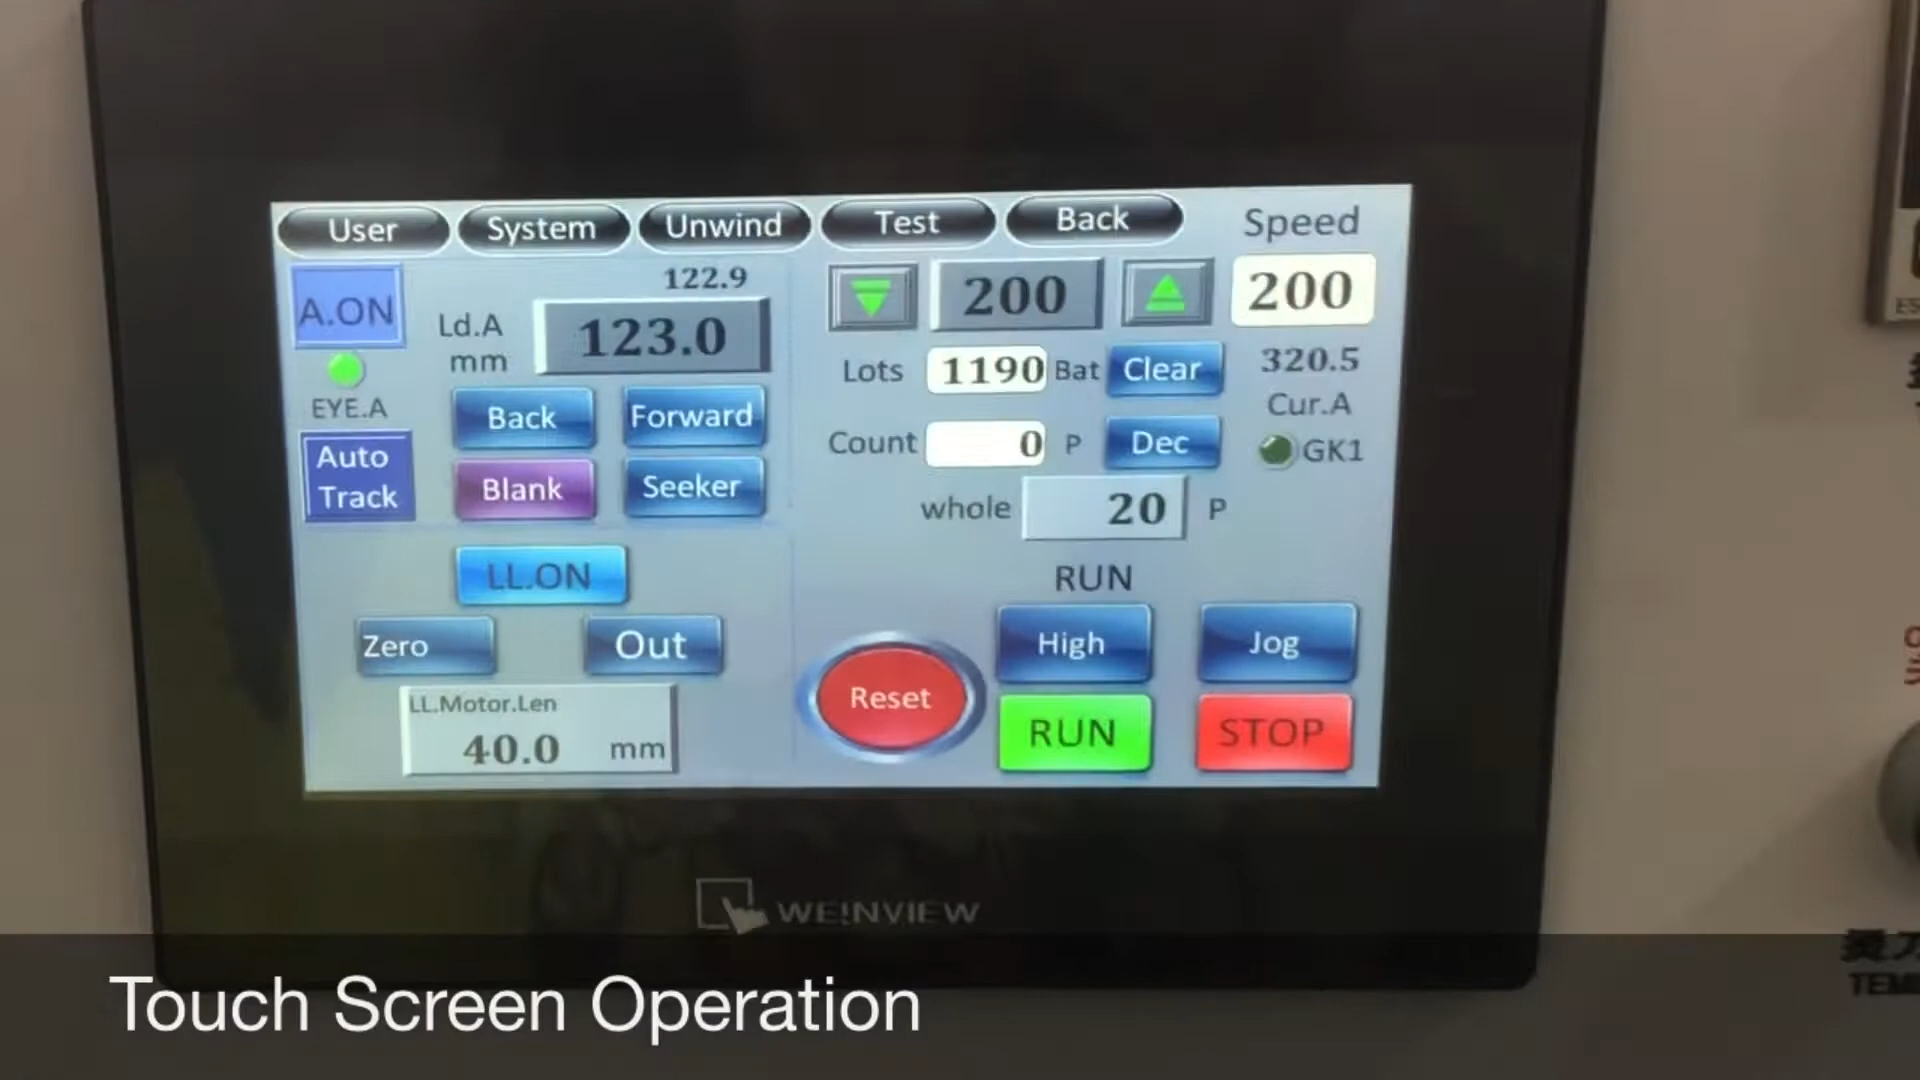 User System Unwind Test Back Speed
A.ON
122.9
Ld.A
mm
123.0
EYE.A
Back Forward
Auto
Track
Blank Seeker
LL.ON
Zero Out
LL.Motor.Len
40.0 mm
200 200
Lots 1190 Bat Clear
320.5
Cur.A
Count 0 P Dec
GK1
whole 20 P
RUN
High Jog
Reset
RUN STOP
WEINVIEW
Touch Screen Operation